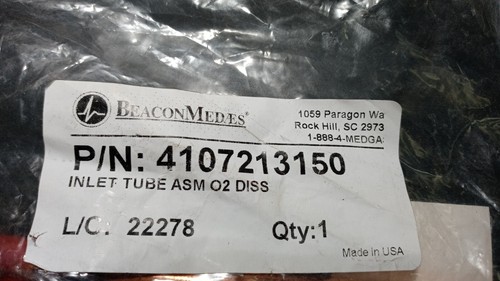 BEACONMEDÆS®
1059 Paragon Wa
Rock Hill, SC 2973
1-888-4-MEDGA
P/N: 4107213150
INLET TUBE ASM O2 DISS
L/C: 22278 Qty:1
Made in USA